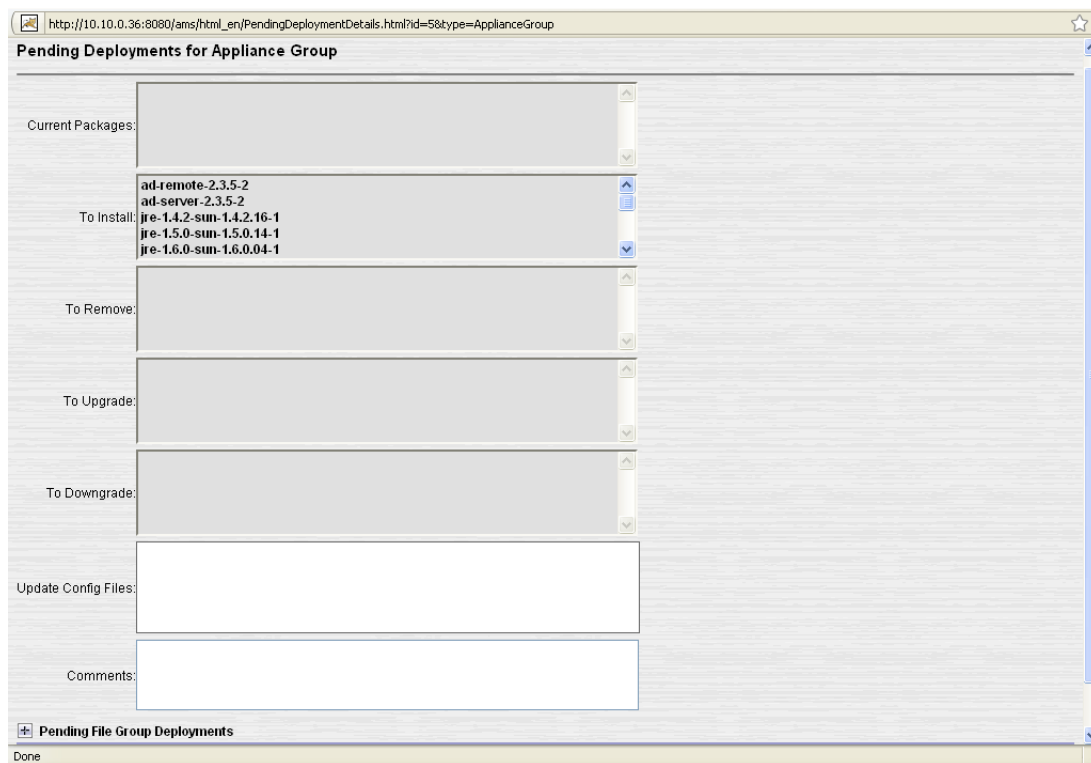 http://10.10.0.36:8080/ams/html_en/PendingDeploymentDetails.html?id=5&type=ApplianceGroup
Pending Deployments for Appliance Group
Current Packages:
To Install:
ad-remote-2.3.5-2
ad-server-2.3.5-2
jre-1.4.2-sun-1.4.2.16-1
jre-1.5.0-sun-1.5.0.14-1
jre-1.6.0-sun-1.6.0.04-1
To Remove:
To Upgrade:
To Downgrade:
Update Config Files:
Comments:
Pending File Group Deployments
Done